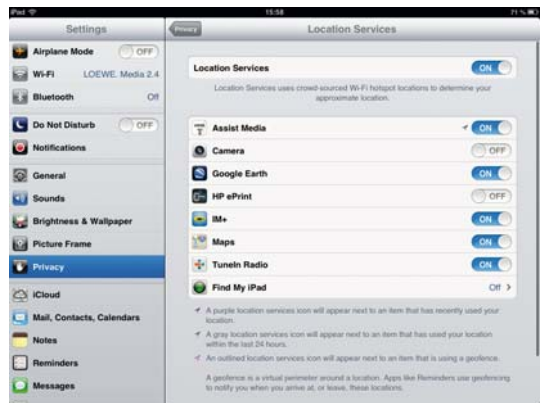 iPad 15:58 71 %
Settings
Privacy Location Services
Airplane Mode OFF
Wi-Fi LOEWE. Media 2.4
Bluetooth Off
Do Not Disturb OFF
Notifications
General
Sounds
Brightness & Wallpaper
Picture Frame
Privacy
iCloud
Mail, Contacts, Calendars
Notes
Reminders
Messages
Location Services ON
Location Services uses crowd-sourced Wi-Fi hotspot locations to determine your
approximate location.
Assist Media ON
Camera OFF
Google Earth ON
HP ePrint OFF
IM+ ON
Maps ON
TuneIn Radio ON
Find My iPad Off
A purple location services icon will appear next to an item that has recently used your
location.
A gray location services icon will appear next to an item that has used your location
within the last 24 hours.
An outlined location services icon will appear next to an item that is using a geofence.
A geofence is a virtual perimeter around a location. Apps like Reminders use geofencing
to notify you when you arrive at, or leave, these locations.